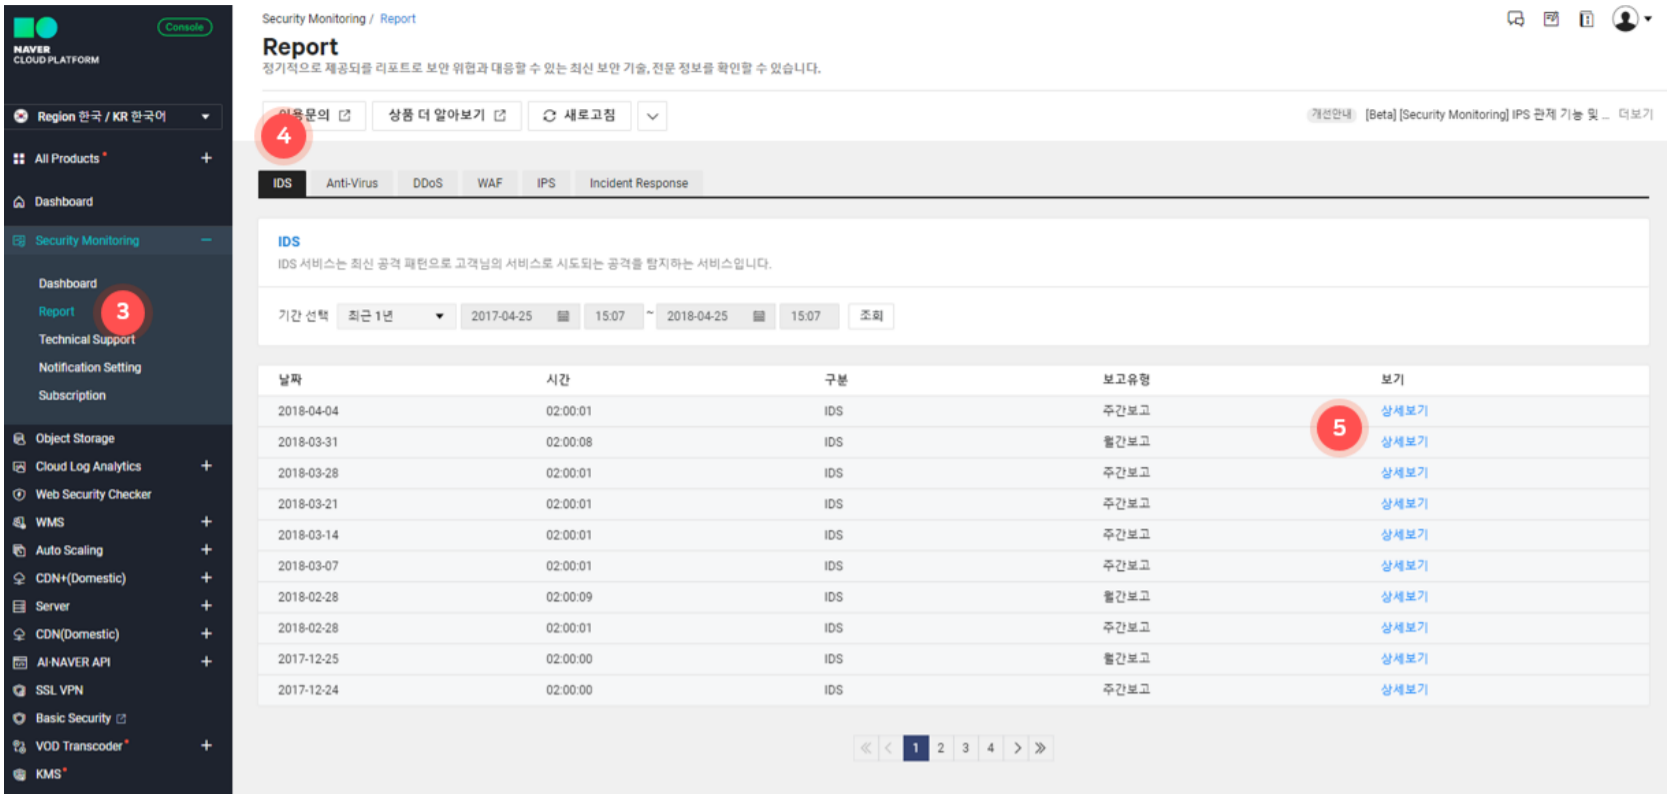 Console
NAVER
CLOUD PLATFORM
Region 한국 / KR 한국어
All Products
Dashboard
Security Monitoring
Dashboard
Report
3
Technical Support
Notification Setting
Subscription
Object Storage
Cloud Log Analytics
Web Security Checker
WMS
Auto Scaling
CDN+(Domestic)
Server
CDN(Domestic)
AI·NAVER API
SSL VPN
Basic Security
VOD Transcoder
KMS
Security Monitoring / Report
Report
정기적으로 제공되를 리포트로 보안 위협과 대응할 수 있는 최신 보안 기술, 전문 정보를 확인할 수 있습니다.
이용문의 상품 더 알아보기 새로고침
4
개선안내 [Beta] [Security Monitoring] IPS 관제 기능 및 ... 더보기
IDS Anti-Virus DDoS WAF IPS Incident Response
IDS
IDS 서비스는 최신 공격 패턴으로 고객님의 서비스로 시도되는 공격을 탐지하는 서비스입니다.
기간 선택 최근 1년 2017-04-25 15:07 ~ 2018-04-25 15:07 조회
날짜 시간 구분 보고유형 보기
2018-04-04 02:00:01 IDS 주간보고 상세보기
5
2018-03-31 02:00:08 IDS 월간보고 상세보기
2018-03-28 02:00:01 IDS 주간보고 상세보기
2018-03-21 02:00:01 IDS 주간보고 상세보기
2018-03-14 02:00:01 IDS 주간보고 상세보기
2018-03-07 02:00:01 IDS 주간보고 상세보기
2018-02-28 02:00:09 IDS 월간보고 상세보기
2018-02-28 02:00:01 IDS 주간보고 상세보기
2017-12-25 02:00:00 IDS 월간보고 상세보기
2017-12-24 02:00:00 IDS 주간보고 상세보기
1 2 3 4